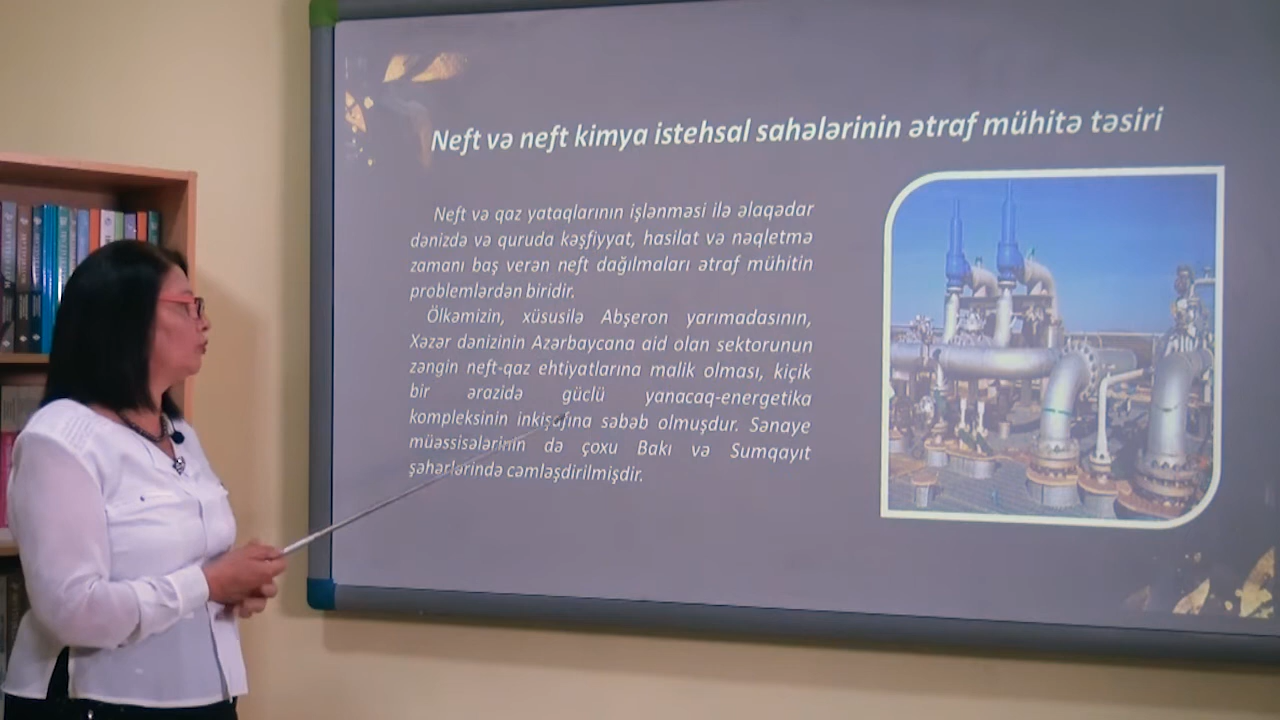 Neft və neft kimya istehsal sahələrinin ətraf mühitə təsiri
Neft və qaz yataqlarının işlənməsi ilə əlaqədar
dənizdə və quruda kəşfiyyat, hasilat və nəqletmə
zamanı baş verən neft dağılmaları ətraf mühitin
problemlərdən biridir.
Ölkəmizin, xüsusilə Abşeron yarımadasının,
Xəzər dənizinin Azərbaycana aid olan sektorunun
zəngin neft-qaz ehtiyatlarına malik olması, kiçik
bir ərazidə güclü yanacaq-energetika
kompleksinin inkişafına səbəb olmuşdur. Sənaye
müəssisələrinin də çoxu Bakı və Sumqayıt
şəhərlərində cəmləşdirilmişdir.